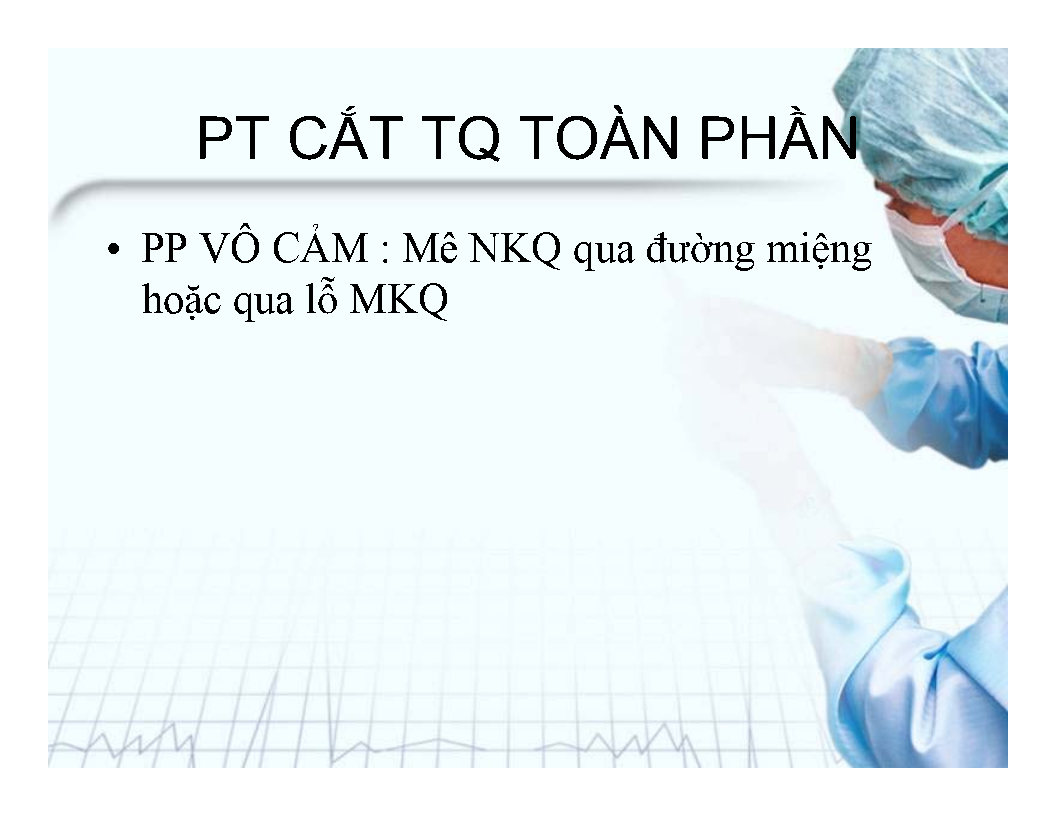 PT CẮT TQ TOÀN PHẦN
• PP VÔ CẢM : Mê NKQ qua đường miệng
hoặc qua lỗ MKQ